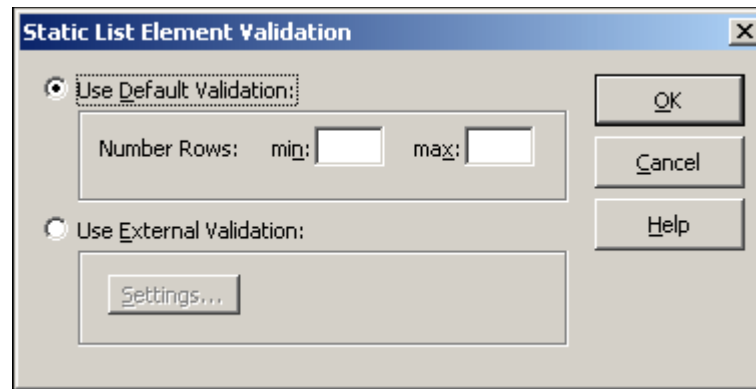 Static List Element Validation
Use Default Validation:
Number Rows: min: max:
Use External Validation:
Settings...
OK
Cancel
Help